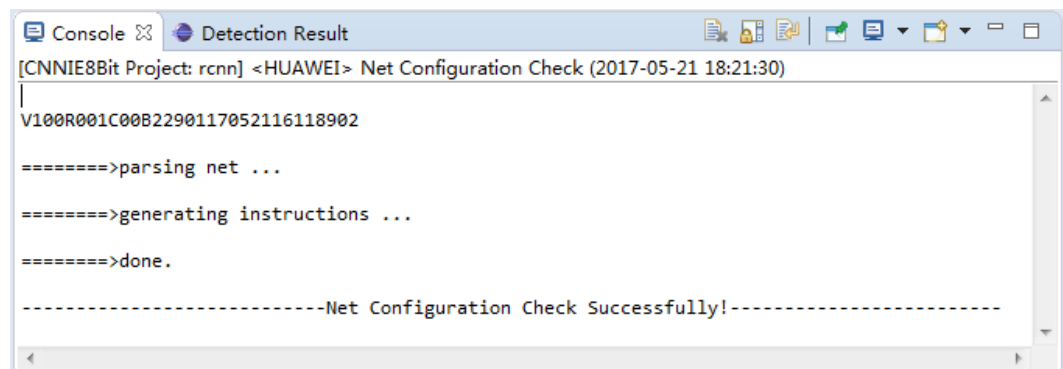 Console Detection Result
[CNNIE8Bit Project: rcnn] <HUAWEI> Net Configuration Check (2017-05-21 18:21:30)
V100R001C00B2290117052116118902
========>parsing net ...
========>generating instructions ...
========>done.
----------------------------Net Configuration Check Successfully!-------------------------